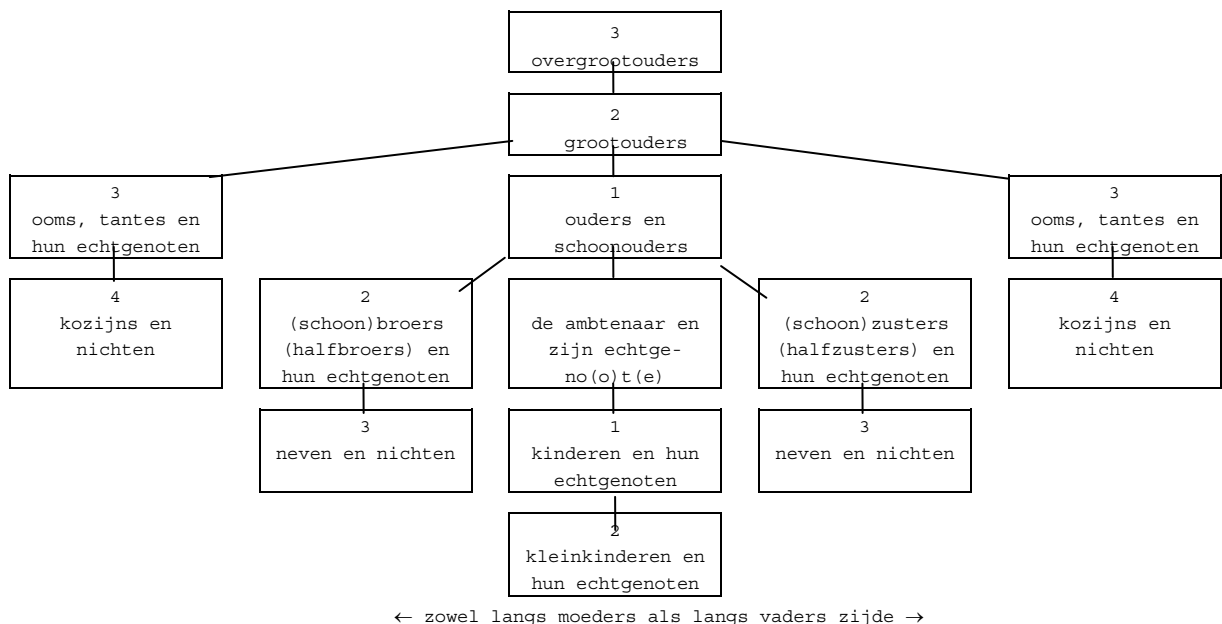 3
overgrootouders
2
grootouders
3
ooms, tantes en
hun echtgenoten
1
ouders en
schoonouders
3
ooms, tantes en
hun echtgenoten
4
kozijns en
nichten
2
(schoon)broers
(halfbroers) en
hun echtgenoten
de ambtenaar en
zijn echtge-
no(o)t(e)
2
(schoon)zusters
(halfzusters) en
hun echtgenoten
4
kozijns en
nichten
3
neven en nichten
1
kinderen en hun
echtgenoten
3
neven en nichten
2
kleinkinderen en
hun echtgenoten
← zowel langs moeders als langs vaders zijde →